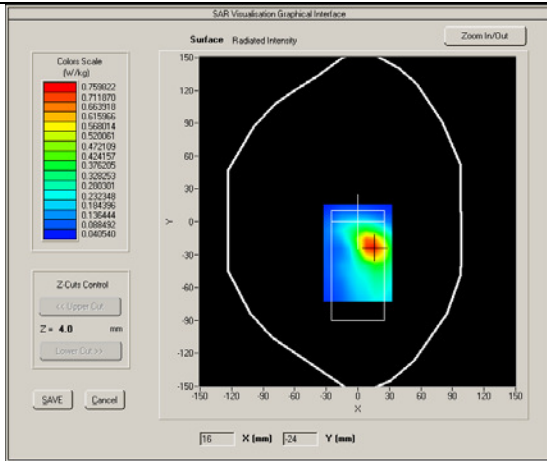 SAR Visualisation Graphical Interface
Surface Radiated Intensity
Zoom In/Out
Colors Scale
(W/kg)
0.759822
0.711870
0.663918
0.615966
0.568014
0.520061
0.472109
0.424157
0.376205
0.328253
0.280301
0.232348
0.184396
0.136444
0.088492
0.040540
Z-Cuts Control
<< Upper Cut
Z = 4.0 mm
Lower Cut >>
SAVE Cancel
150
120
90
60
30
0
-30
-60
-90
-120
-150
Y
-150 -120 -90 -60 -30 0 30 60 90 120 150
X
16 X (mm) -24 Y (mm)